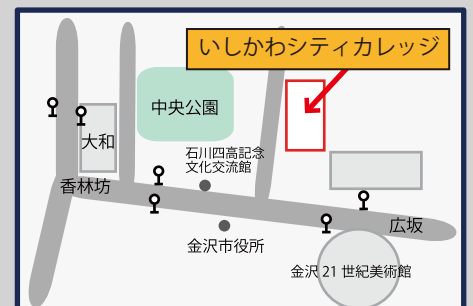 いしかわシティカレッジ
中央公園
大和
石川四高記念
文化交流館
香林坊
広坂
金沢市役所
金沢21世紀美術館